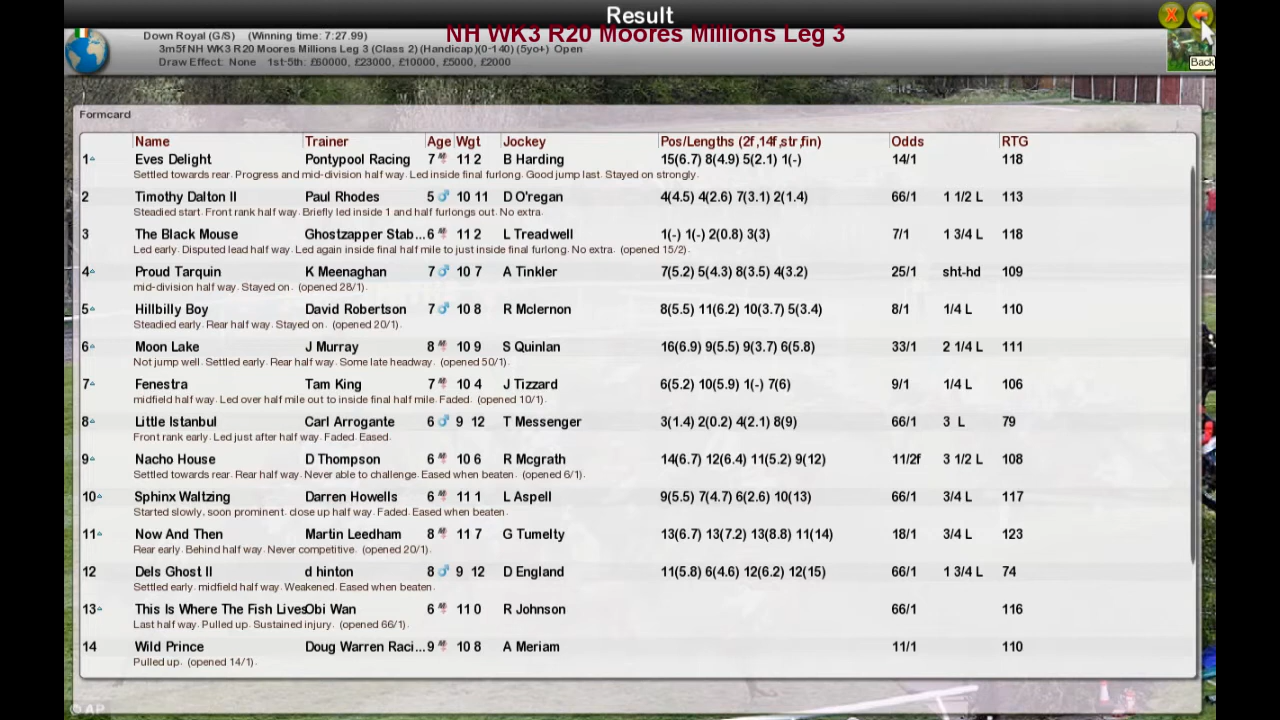 Result
NH WK3 R20 Moores Millions Leg 3
Down Royal (G/S) (Winning time: 7:27.99)
3m5f NH WK3 R20 Moores Millions Leg 3 (Class 2) (Handicap)(0-140) (5yo+) Open
Draw Effect: None 1st-5th: £60000, £23000, £10000, £5000, £2000
X
Back
Formcard
Name Trainer Age Wgt Jockey Pos/Lengths (2f,14f,str,fin) Odds RTG
1 Eves Delight Pontypool Racing 7 11 2 B Harding 15(6.7) 8(4.9) 5(2.1) 1(-) 14/1 118
Settled towards rear. Progress and mid-division half way. Led inside final furlong. Good jump last. Stayed on strongly.
2 Timothy Dalton II Paul Rhodes 5 10 11 D O'regan 4(4.5) 4(2.6) 7(3.1) 2(1.4) 66/1 1 1/2 L 113
Steadied start. Front rank half way. Briefly led inside 1 and half furlongs out. No extra.
3 The Black Mouse Ghostzapper Stab... 6 11 2 L Treadwell 1(-) 1(-) 2(0.8) 3(3) 7/1 1 3/4 L 118
Led early. Disputed lead half way. Led again inside final half mile to just inside final furlong. No extra. (opened 15/2).
4 Proud Tarquin K Meenaghan 7 10 7 A Tinkler 7(5.2) 5(4.3) 8(3.5) 4(3.2) 25/1 sht-hd 109
mid-division half way. Stayed on. (opened 28/1).
5 Hillbilly Boy David Robertson 7 10 8 R Mclernon 8(5.5) 11(6.2) 10(3.7) 5(3.4) 8/1 1/4 L 110
Steadied early. Rear half way. Stayed on. (opened 20/1).
6 Moon Lake J Murray 8 10 9 S Quinlan 16(6.9) 9(5.5) 9(3.7) 6(5.8) 33/1 2 1/4 L 111
Not jump well. Settled early. Rear half way. Some late headway. (opened 50/1).
7 Fenestra Tam King 7 10 4 J Tizzard 6(5.2) 10(5.9) 1(-) 7(6) 9/1 1/4 L 106
midfield half way. Led over half mile out to inside final half mile. Faded. (opened 10/1).
8 Little Istanbul Carl Arrogante 6 9 12 T Messenger 3(1.4) 2(0.2) 4(2.1) 8(9) 66/1 3 L 79
Front rank early. Led just after half way. Faded. Eased.
9 Nacho House D Thompson 6 10 6 R Mcgrath 14(6.7) 12(6.4) 11(5.2) 9(12) 11/2f 3 1/2 L 108
Settled towards rear. Rear half way. Never able to challenge. Eased when beaten. (opened 6/1).
10 Sphinx Waltzing Darren Howells 6 11 1 L Aspell 9(5.5) 7(4.7) 6(2.6) 10(13) 66/1 3/4 L 117
Started slowly, soon prominent. close up half way. Faded. Eased when beaten.
11 Now And Then Martin Leedham 8 11 7 G Tumelty 13(6.7) 13(7.2) 13(8.8) 11(14) 18/1 3/4 L 123
Rear early. Behind half way. Never competitive. (opened 20/1).
12 Dels Ghost II d hinton 8 9 12 D England 11(5.8) 6(4.6) 12(6.2) 12(15) 66/1 1 3/4 L 74
Settled early. midfield half way. Weakened. Eased when beaten.
13 This Is Where The Fish Lives Obi Wan 6 11 0 R Johnson 66/1 116
Last half way. Pulled up. Sustained injury. (opened 66/1).
14 Wild Prince Doug Warren Raci... 9 10 8 A Meriam 11/1 110
Pulled up. (opened 14/1).
© AP